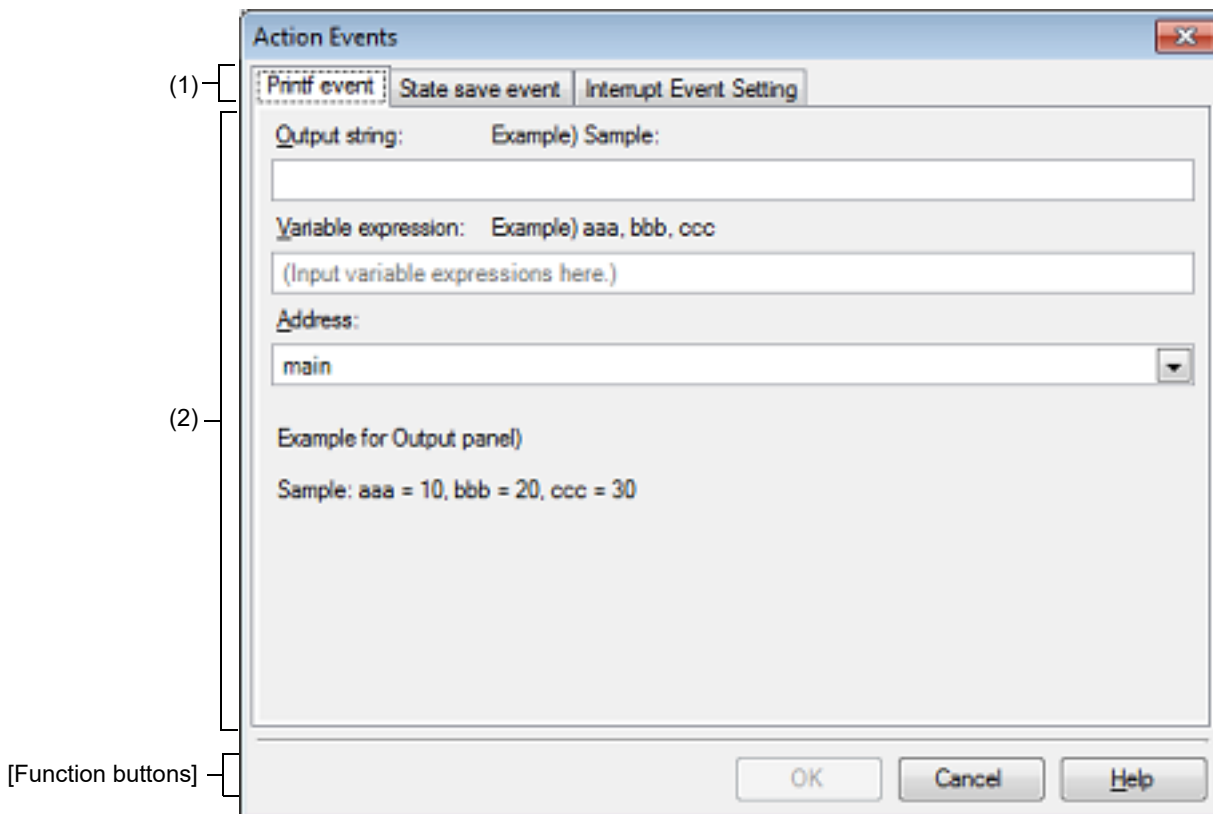 Action Events
(1)
Printf event State save event Interrupt Event Setting
Output string: Example) Sample:
Variable expression: Example) aaa, bbb, ccc
(Input variable expressions here.)
Address:
main
(2)
Example for Output panel)
Sample: aaa = 10, bbb = 20, ccc = 30
[Function buttons]
OK Cancel Help